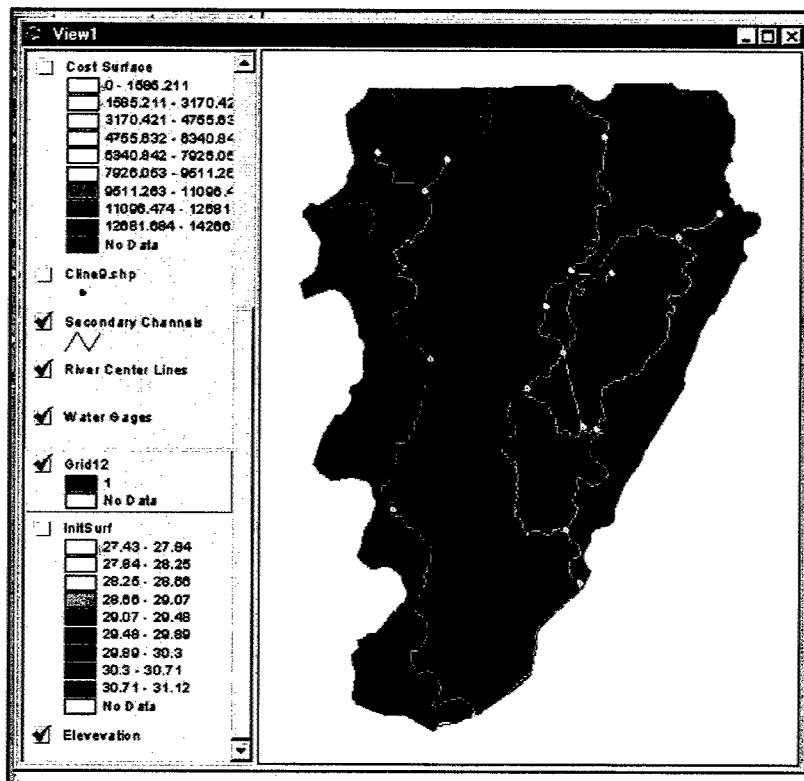 View1
Cost Surface
0 - 1585.211
1585.211 - 3170.42
3170.421 - 4755.63
4755.632 - 6340.84
6340.842 - 7926.05
7926.053 - 9511.26
9511.263 - 11096.4
11096.474 - 12681
12681.684 - 14266
No Data
Cline9.shp
Secondary Channels
River Center Lines
Water Gages
Grid12
1
No Data
InitSurf
27.43 - 27.84
27.84 - 28.25
28.25 - 28.66
28.66 - 29.07
29.07 - 29.48
29.48 - 29.89
29.89 - 30.3
30.3 - 30.71
30.71 - 31.12
No Data
Elevevation